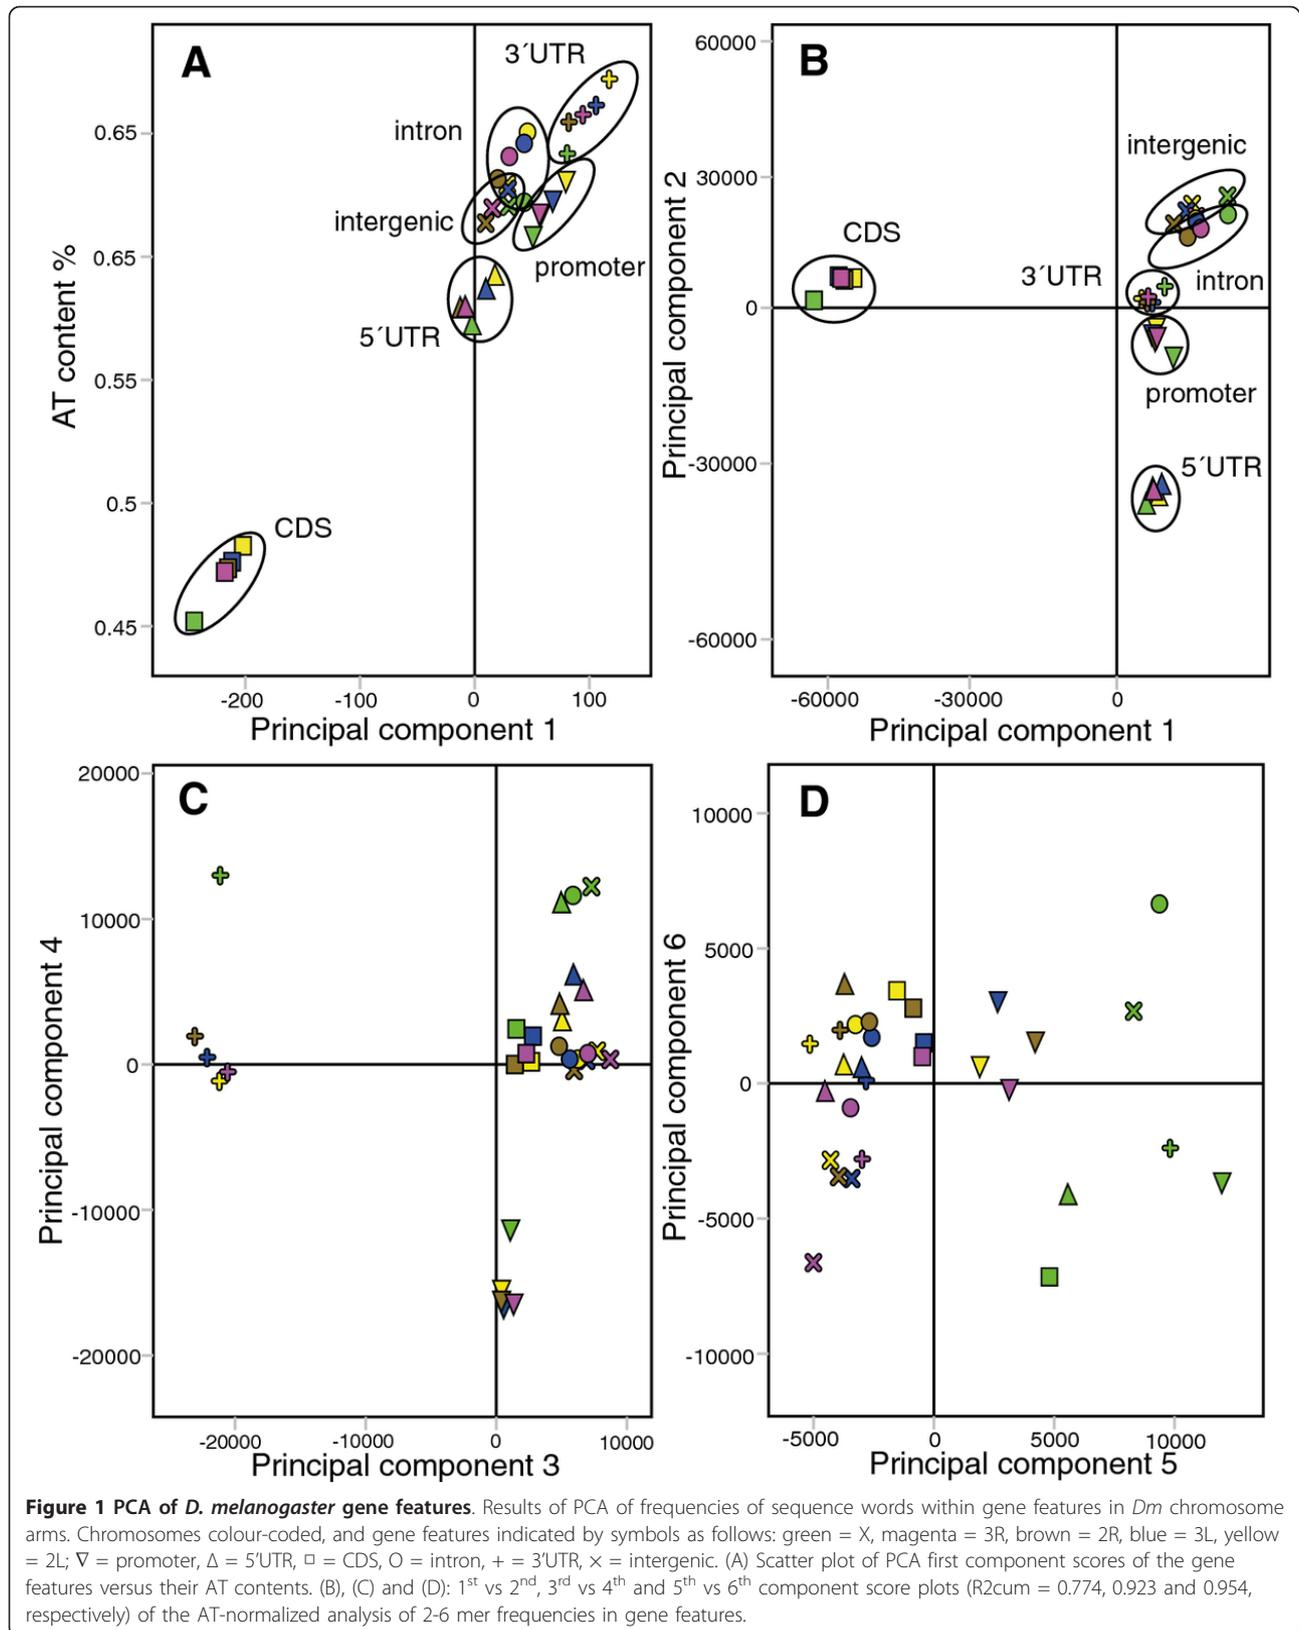 A
3´UTR
intron
intergenic
promoter
5´UTR
CDS
AT content %
0.65
0.65
0.55
0.5
0.45
-200 -100 0 100
Principal component 1
B
intergenic
CDS
3´UTR
intron
promoter
5´UTR
Principal component 2
60000
30000
0
-30000
-60000
-60000 -30000 0
Principal component 1
C
Principal component 4
20000
10000
0
-10000
-20000
-20000 -10000 0 10000
Principal component 3
D
Principal component 6
10000
5000
0
-5000
-10000
-5000 0 5000 10000
Principal component 5
Figure 1 PCA of D. melanogaster gene features. Results of PCA of frequencies of sequence words within gene features in Dm chromosome
arms. Chromosomes colour-coded, and gene features indicated by symbols as follows: green = X, magenta = 3R, brown = 2R, blue = 3L, yellow
= 2L; ∇ = promoter, Δ = 5’UTR, □ = CDS, O = intron, + = 3’UTR, × = intergenic. (A) Scatter plot of PCA first component scores of the gene
features versus their AT contents. (B), (C) and (D): 1st vs 2nd, 3rd vs 4th and 5th vs 6th component score plots (R2cum = 0.774, 0.923 and 0.954,
respectively) of the AT-normalized analysis of 2-6 mer frequencies in gene features.